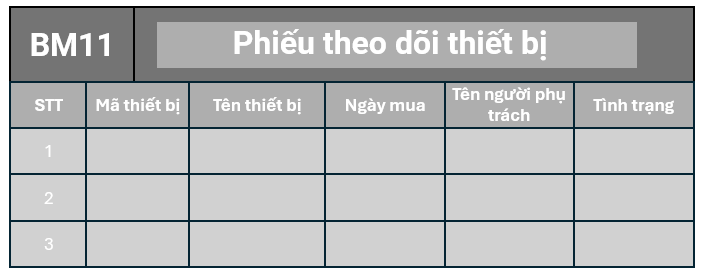 BM11
Phiếu theo dõi thiết bị
STT
Mã thiết bị
Tên thiết bị
Ngày mua
Tên người phụ
trách
Tình trạng
1
2
3